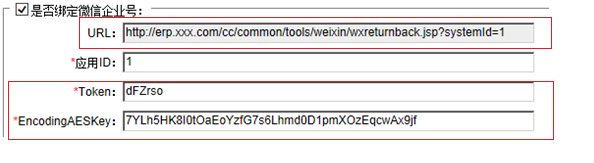 是否绑定微信企业号:
URL: http://erp.xxx.com/cc/common/tools/weixin/wxreturnback.jsp?systemId=1
*应用ID: 1
*Token: dFZrso
*EncodingAESKey: 7YLh5HK8I0tOaEoYzfG7s6Lhmd0D1pmXOzEqcwAx9jf